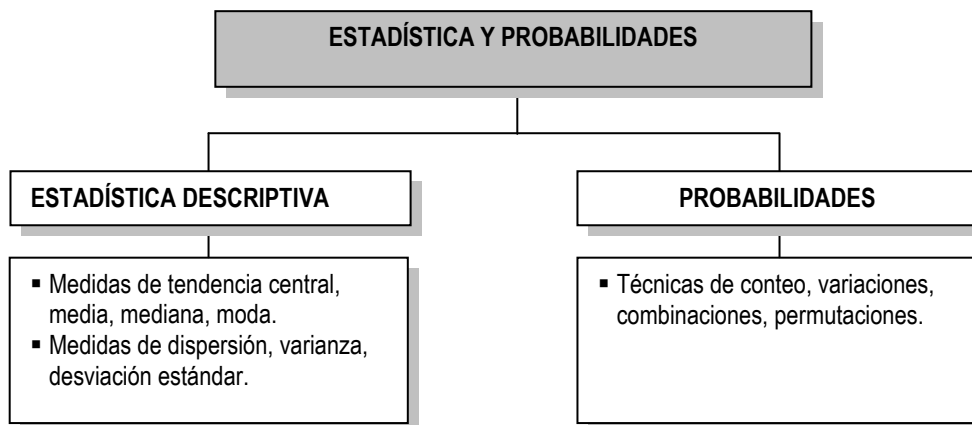 ESTADÍSTICA Y PROBABILIDADES
ESTADÍSTICA DESCRIPTIVA
▪ Medidas de tendencia central,
media, mediana, moda.
▪ Medidas de dispersión, varianza,
desviación estándar.
PROBABILIDADES
▪ Técnicas de conteo, variaciones,
combinaciones, permutaciones.